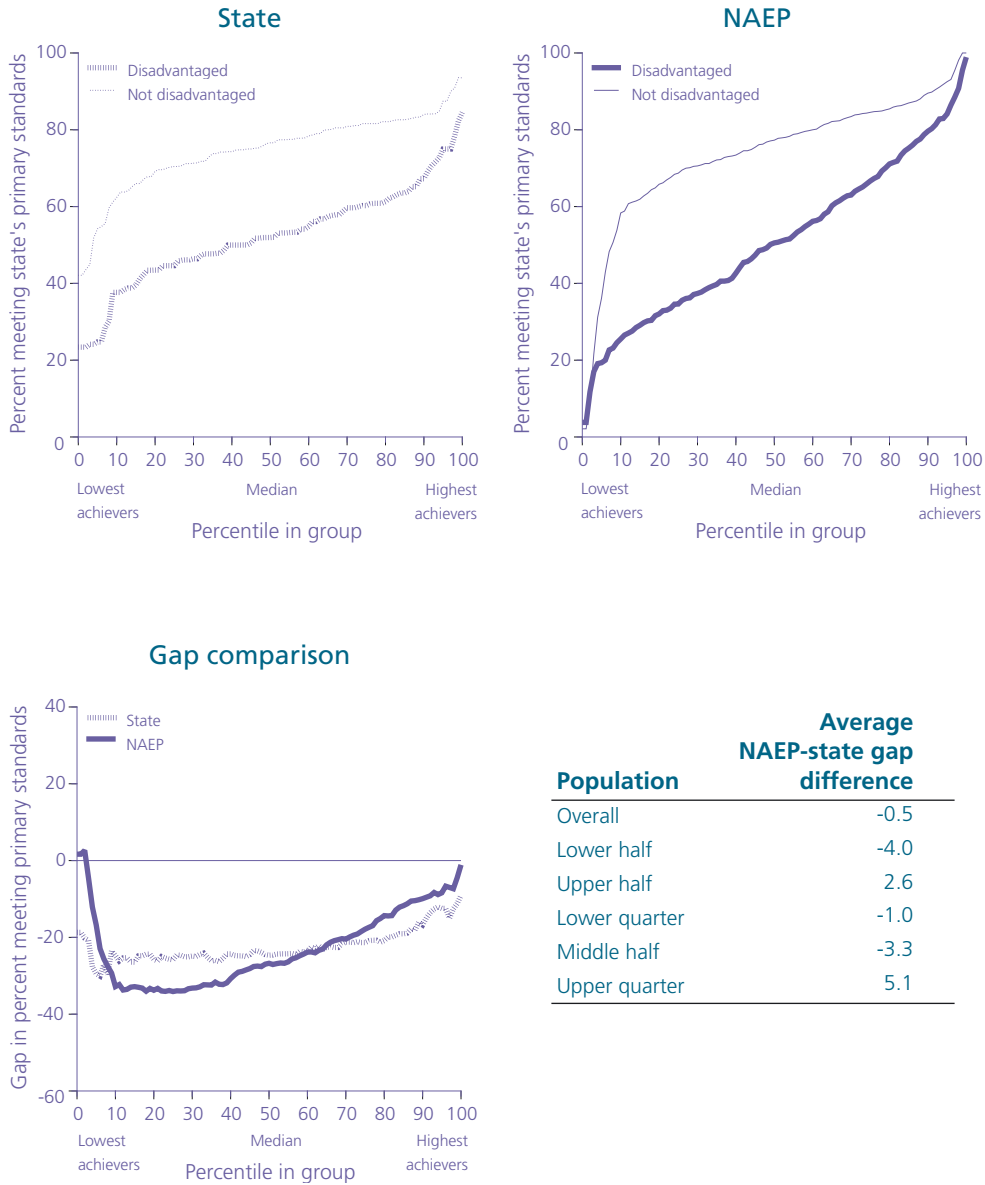 State
Percent meeting state's primary standards
100
80
60
40
20
0
Disadvantaged
Not disadvantaged
0 10 20 30 40 50 60 70 80 90 100
Lowest achievers
Median
Highest achievers
Percentile in group
NAEP
Percent meeting state's primary standards
100
80
60
40
20
0
Disadvantaged
Not disadvantaged
0 10 20 30 40 50 60 70 80 90 100
Lowest achievers
Median
Highest achievers
Percentile in group
Gap comparison
Gap in percent meeting primary standards
40
20
0
-20
-40
-60
State
NAEP
0 10 20 30 40 50 60 70 80 90 100
Lowest achievers
Median
Highest achievers
Percentile in group
Average
NAEP-state gap
Population difference
Overall -0.5
Lower half -4.0
Upper half 2.6
Lower quarter -1.0
Middle half -3.3
Upper quarter 5.1